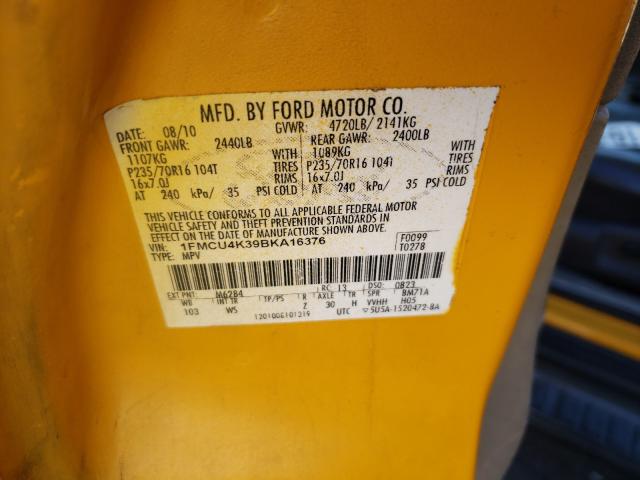 MFD. BY FORD MOTOR CO.
DATE: 08/10 GVWR: 4720LB/ 2141KG
FRONT GAWR: 2440LB REAR GAWR: 2400LB
1107KG WITH 1089KG WITH
P235/70R16 104T TIRES P235/70R16 104T TIRES
16x7.0J RIMS 16x7.0J RIMS
AT 240 kPa/ 35 PSI COLD AT 240 kPa/ 35 PSI COLD
THIS VEHICLE CONFORMS TO ALL APPLICABLE FEDERAL MOTOR
VEHICLE SAFETY AND THEFT PREVENTION STANDARDS IN
EFFECT ON THE DATE OF MANUFACTURE SHOWN ABOVE.
VIN: 1FMCU4K39BKA16376 F0099
TYPE: MPV T0278
EXT PNT: M6284 RC: 13 DSO: 0823
WB INT TR TP/PS R AXLE TR SPR BM71A
103 WS Z 30 H VVHH H05
1201006101319 UTC 5U5A-1520472-BA